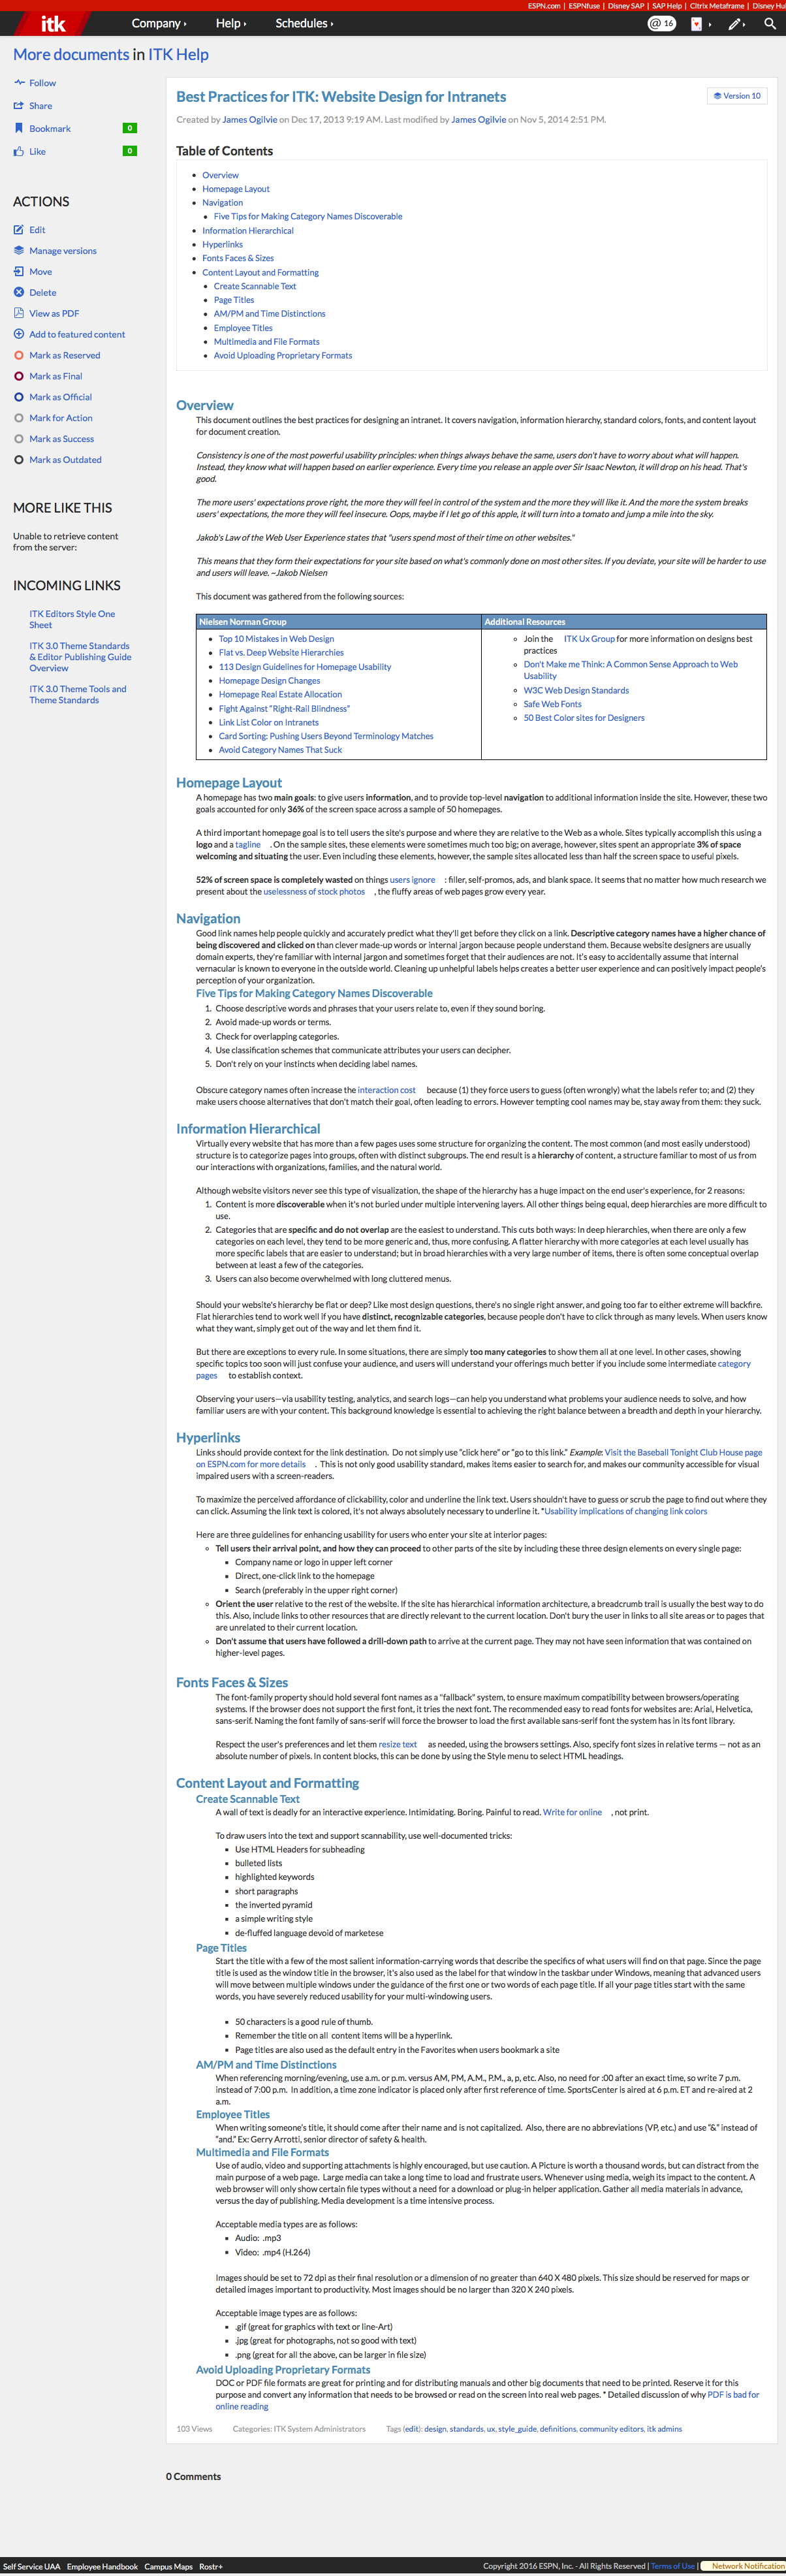 ESPN.com | ESPNfuse | Disney SAP | SAP Help | Citrix Metaframe | Disney Hu
itk Company Help Schedules @ 16
More documents in ITK Help
Follow
Share
Bookmark 0
Like 0
ACTIONS
Edit
Manage versions
Move
Delete
View as PDF
Add to featured content
Mark as Reserved
Mark as Final
Mark as Official
Mark for Action
Mark as Success
Mark as Outdated
MORE LIKE THIS
Unable to retrieve content
from the server:
INCOMING LINKS
ITK Editors Style One
Sheet
ITK 3.0 Theme Standards
& Editor Publishing Guide
Overview
ITK 3.0 Theme Tools and
Theme Standards
Best Practices for ITK: Website Design for Intranets
Version 10
Created by James Ogilvie on Dec 17, 2013 9:19 AM. Last modified by James Ogilvie on Nov 5, 2014 2:51 PM.
Table of Contents
Overview
Homepage Layout
Navigation
Five Tips for Making Category Names Discoverable
Information Hierarchical
Hyperlinks
Fonts Faces & Sizes
Content Layout and Formatting
Create Scannable Text
Page Titles
AM/PM and Time Distinctions
Employee Titles
Multimedia and File Formats
Avoid Uploading Proprietary Formats
Overview
This document outlines the best practices for designing an intranet. It covers navigation, information hierarchy, standard colors, fonts, and content layout
for document creation.
Consistency is one of the most powerful usability principles: when things always behave the same, users don't have to worry about what will happen.
Instead, they know what will happen based on earlier experience. Every time you release an apple over Sir Isaac Newton, it will drop on his head. That's
good.
The more users' expectations prove right, the more they will feel in control of the system and the more they will like it. And the more the system breaks
users' expectations, the more they will feel insecure. Oops, maybe if I let go of this apple, it will turn into a tomato and jump a mile into the sky.
Jakob's Law of the Web User Experience states that "users spend most of their time on other websites."
This means that they form their expectations for your site based on what's commonly done on most other sites. If you deviate, your site will be harder to use
and users will leave. ~Jakob Nielsen
This document was gathered from the following sources:
Nielsen Norman Group
Top 10 Mistakes in Web Design
Flat vs. Deep Website Hierarchies
113 Design Guidelines for Homepage Usability
Homepage Design Changes
Homepage Real Estate Allocation
Fight Against "Right-Rail Blindness"
Link List Color on Intranets
Card Sorting: Pushing Users Beyond Terminology Matches
Avoid Category Names That Suck
Additional Resources
Join the ITK Ux Group for more information on designs best
practices
Don't Make me Think: A Common Sense Approach to Web
Usability
W3C Web Design Standards
Safe Web Fonts
50 Best Color sites for Designers
Homepage Layout
A homepage has two main goals: to give users information, and to provide top-level navigation to additional information inside the site. However, these two
goals accounted for only 36% of the screen space across a sample of 50 homepages.
A third important homepage goal is to tell users the site's purpose and where they are relative to the Web as a whole. Sites typically accomplish this using a
logo and a tagline . On the sample sites, these elements were sometimes much too big; on average, however, sites spent an appropriate 3% of space
welcoming and situating the user. Even including these elements, however, the sample sites allocated less than half the screen space to useful pixels.
52% of screen space is completely wasted on things users ignore : filler, self-promos, ads, and blank space. It seems that no matter how much research we
present about the uselessness of stock photos , the fluffy areas of web pages grow every year.
Navigation
Good link names help people quickly and accurately predict what they'll get before they click on a link. Descriptive category names have a higher chance of
being discovered and clicked on than clever made-up words or internal jargon because people understand them. Because website designers are usually
domain experts, they're familiar with internal jargon and sometimes forget that their audiences are not. It's easy to accidentally assume that internal
vernacular is known to everyone in the outside world. Cleaning up unhelpful labels helps creates a better user experience and can positively impact people's
perception of your organization.
Five Tips for Making Category Names Discoverable
1. Choose descriptive words and phrases that your users relate to, even if they sound boring.
2. Avoid made-up words or terms.
3. Check for overlapping categories.
4. Use classification schemes that communicate attributes your users can decipher.
5. Don't rely on your instincts when deciding label names.
Obscure category names often increase the interaction cost because (1) they force users to guess (often wrongly) what the labels refer to; and (2) they
make users choose alternatives that don't match their goal, often leading to errors. However tempting cool names may be, stay away from them: they suck.
Information Hierarchical
Virtually every website that has more than a few pages uses some structure for organizing the content. The most common (and most easily understood)
structure is to categorize pages into groups, often with distinct subgroups. The end result is a hierarchy of content, a structure familiar to most of us from
our interactions with organizations, families, and the natural world.
Although website visitors never see this type of visualization, the shape of the hierarchy has a huge impact on the end user's experience, for 2 reasons:
1. Content is more discoverable when it's not buried under multiple intervening layers. All other things being equal, deep hierarchies are more difficult to
use.
2. Categories that are specific and do not overlap are the easiest to understand. This cuts both ways: In deep hierarchies, when there are only a few
categories on each level, they tend to be more generic and, thus, more confusing. A flatter hierarchy with more categories at each level usually has
more specific labels that are easier to understand; but in broad hierarchies with a very large number of items, there is often some conceptual overlap
between at least a few of the categories.
3. Users can also become overwhelmed with long cluttered menus.
Should your website's hierarchy be flat or deep? Like most design questions, there's no single right answer, and going too far to either extreme will backfire.
Flat hierarchies tend to work well if you have distinct, recognizable categories, because people don't have to click through as many levels. When users know
what they want, simply get out of the way and let them find it.
But there are exceptions to every rule. In some situations, there are simply too many categories to show them all at one level. In other cases, showing
specific topics too soon will just confuse your audience, and users will understand your offerings much better if you include some intermediate category
pages to establish context.
Observing your users—via usability testing, analytics, and search logs—can help you understand what problems your audience needs to solve, and how
familiar users are with your content. This background knowledge is essential to achieving the right balance between a breadth and depth in your hierarchy.
Hyperlinks
Links should provide context for the link destination. Do not simply use "click here" or "go to this link." Example: Visit the Baseball Tonight Club House page
on ESPN.com for more details . This is not only good usability standard, makes items easier to search for, and makes our community accessible for visual
impaired users with a screen-readers.
To maximize the perceived affordance of clickability, color and underline the link text. Users shouldn't have to guess or scrub the page to find out where they
can click. Assuming the link text is colored, it's not always absolutely necessary to underline it. *Usability implications of changing link colors
Here are three guidelines for enhancing usability for users who enter your site at interior pages:
Tell users their arrival point, and how they can proceed to other parts of the site by including these three design elements on every single page:
Company name or logo in upper left corner
Direct, one-click link to the homepage
Search (preferably in the upper right corner)
Orient the user relative to the rest of the website. If the site has hierarchical information architecture, a breadcrumb trail is usually the best way to do
this. Also, include links to other resources that are directly relevant to the current location. Don't bury the user in links to all site areas or to pages that
are unrelated to their current location.
Don't assume that users have followed a drill-down path to arrive at the current page. They may not have seen information that was contained on
higher-level pages.
Fonts Faces & Sizes
The font-family property should hold several font names as a "fallback" system, to ensure maximum compatibility between browsers/operating
systems. If the browser does not support the first font, it tries the next font. The recommended easy to read fonts for websites are: Arial, Helvetica,
sans-serif. Naming the font family of sans-serif will force the browser to load the first available sans-serif font the system has in its font library.
Respect the user's preferences and let them resize text as needed, using the browsers settings. Also, specify font sizes in relative terms — not as an
absolute number of pixels. In content blocks, this can be done by using the Style menu to select HTML headings.
Content Layout and Formatting
Create Scannable Text
A wall of text is deadly for an interactive experience. Intimidating. Boring. Painful to read. Write for online , not print.
To draw users into the text and support scannability, use well-documented tricks:
Use HTML Headers for subheading
bulleted lists
highlighted keywords
short paragraphs
the inverted pyramid
a simple writing style
de-fluffed language devoid of marketese
Page Titles
Start the title with a few of the most salient information-carrying words that describe the specifics of what users will find on that page. Since the page
title is used as the window title in the browser, it's also used as the label for that window in the taskbar under Windows, meaning that advanced users
will move between multiple windows under the guidance of the first one or two words of each page title. If all your page titles start with the same
words, you have severely reduced usability for your multi-windowing users.
50 characters is a good rule of thumb.
Remember the title on all content items will be a hyperlink.
Page titles are also used as the default entry in the Favorites when users bookmark a site
AM/PM and Time Distinctions
When referencing morning/evening, use a.m. or p.m. versus AM, PM, A.M., P.M., a, p, etc. Also, no need for :00 after an exact time, so write 7 p.m.
instead of 7:00 p.m. In addition, a time zone indicator is placed only after first reference of time. SportsCenter is aired at 6 p.m. ET and re-aired at 2
a.m.
Employee Titles
When writing someone's title, it should come after their name and is not capitalized. Also, there are no abbreviations (VP, etc.) and use "&" instead of
"and." Ex: Gerry Arrotti, senior director of safety & health.
Multimedia and File Formats
Use of audio, video and supporting attachments is highly encouraged, but use caution. A Picture is worth a thousand words, but can distract from the
main purpose of a web page. Large media can take a long time to load and frustrate users. Whenever using media, weigh its impact to the content. A
web browser will only show certain file types without a need for a download or plug-in helper application. Gather all media materials in advance,
versus the day of publishing. Media development is a time intensive process.
Acceptable media types are as follows:
Audio: .mp3
Video: .mp4 (H.264)
Images should be set to 72 dpi as their final resolution or a dimension of no greater than 640 X 480 pixels. This size should be reserved for maps or
detailed images important to productivity. Most images should be no larger than 320 X 240 pixels.
Acceptable image types are as follows:
.gif (great for graphics with text or line-Art)
.jpg (great for photographs, not so good with text)
.png (great for all the above, can be larger in file size)
Avoid Uploading Proprietary Formats
DOC or PDF file formats are great for printing and for distributing manuals and other big documents that need to be printed. Reserve it for this
purpose and convert any information that needs to be browsed or read on the screen into real web pages. * Detailed discussion of why PDF is bad for
online reading
103 Views Categories: ITK System Administrators Tags (edit): design, standards, ux, style_guide, definitions, community editors, itk admins
0 Comments
Self Service UAA Employee Handbook Campus Maps Rostr+
Copyright 2016 ESPN, Inc. - All Rights Reserved | Terms of Use | Network Notification